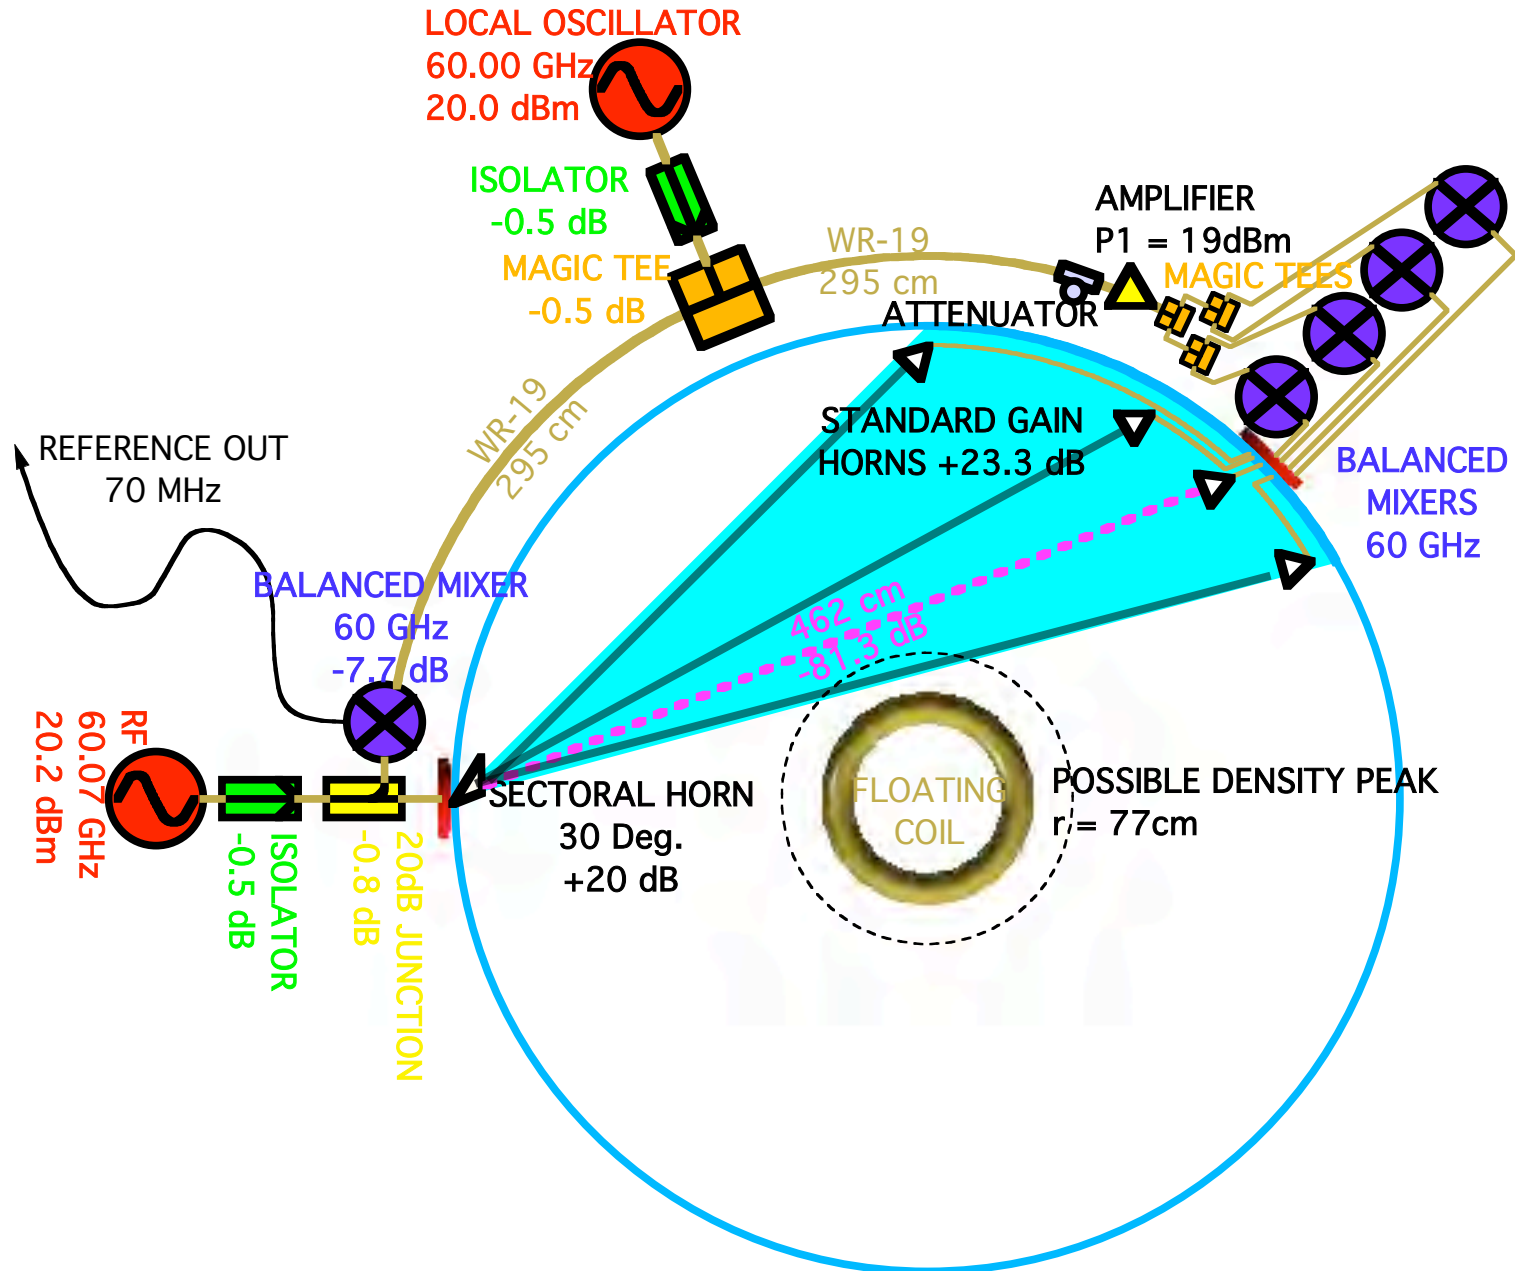 LOCAL OSCILLATOR
60.00 GHz
20.0 dBm
ISOLATOR
-0.5 dB
MAGIC TEE
-0.5 dB
WR-19
295 cm
AMPLIFIER
P1 = 19dBm
MAGIC TEES
ATTENUATOR
WR-19
295 cm
STANDARD GAIN
HORNS +23.3 dB
BALANCED
MIXERS
60 GHz
REFERENCE OUT
70 MHz
BALANCED MIXER
60 GHz
-7.7 dB
462 cm
-81.3 dB
RF
60.07 GHz
20.2 dBm
ISOLATOR
-0.5 dB
20dB JUNCTION
-0.8 dB
SECTORAL HORN
30 Deg.
+20 dB
FLOATING
COIL
POSSIBLE DENSITY PEAK
r = 77cm